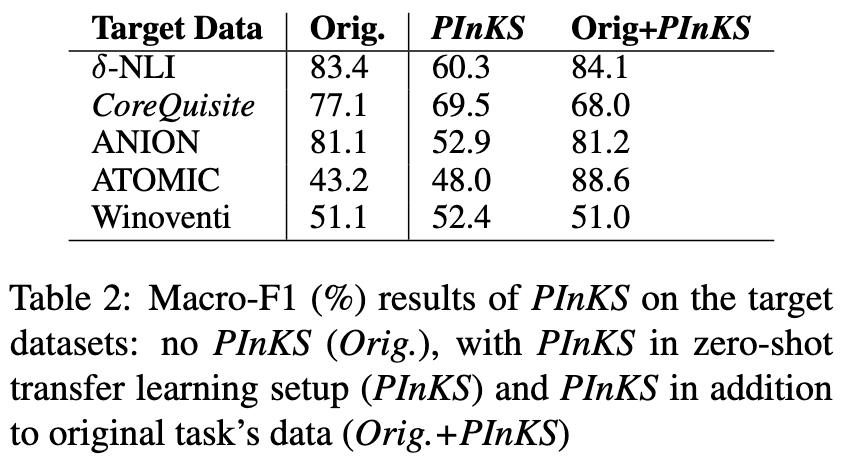 Target Data Orig. PInKS Orig+PInKS
δ-NLI 83.4 60.3 84.1
CoreQuisite 77.1 69.5 68.0
ANION 81.1 52.9 81.2
ATOMIC 43.2 48.0 88.6
Winoventi 51.1 52.4 51.0
Table 2: Macro-F1 (%) results of PInKS on the target
datasets: no PInKS (Orig.), with PInKS in zero-shot
transfer learning setup (PInKS) and PInKS in addition
to original task's data (Orig.+PInKS)